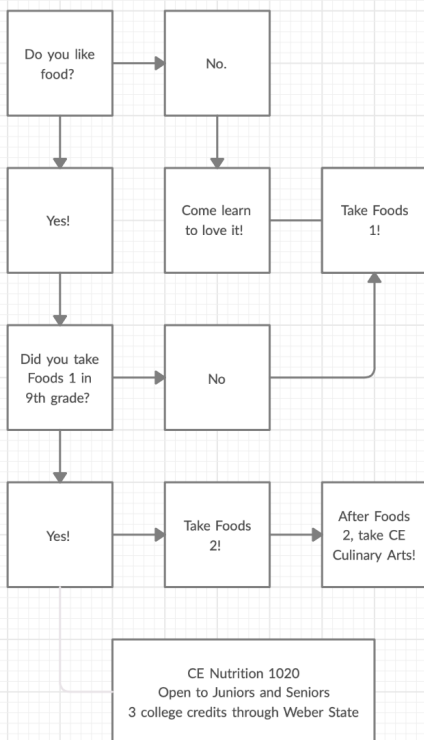 Do you like
food?
No.
Yes!
Come learn
to love it!
Take Foods
1!
Did you take
Foods 1 in
9th grade?
No
Yes!
Take Foods
2!
After Foods
2, take CE
Culinary Arts!
CE Nutrition 1020
Open to Juniors and Seniors
3 college credits through Weber State